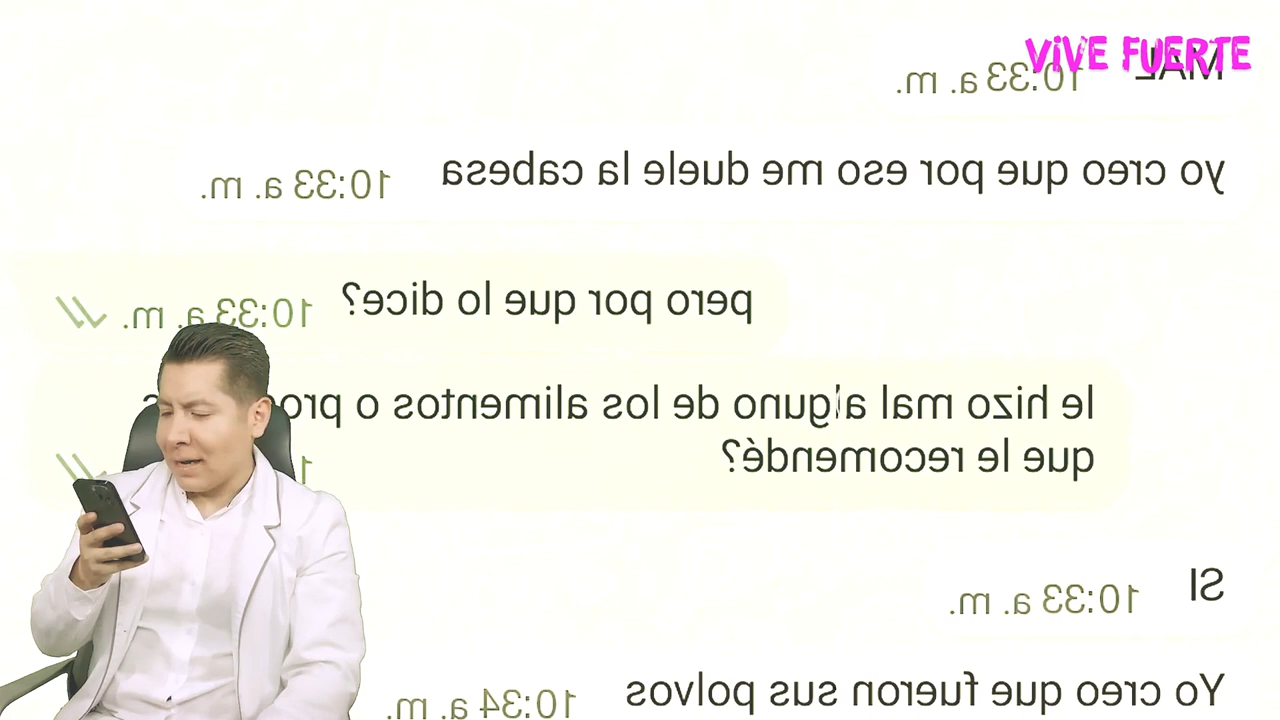 VIVE FUERTE
MAL 10:33 a. m.
yo creo que por eso me duele la cabesa 10:33 a. m.
pero por que lo dice? 10:33 a. m.
le hizo mal alguno de los alimentos o
que le recomendé?
SI 10:33 a. m.
Yo creo que fueron sus polvos 10:34 a. m.